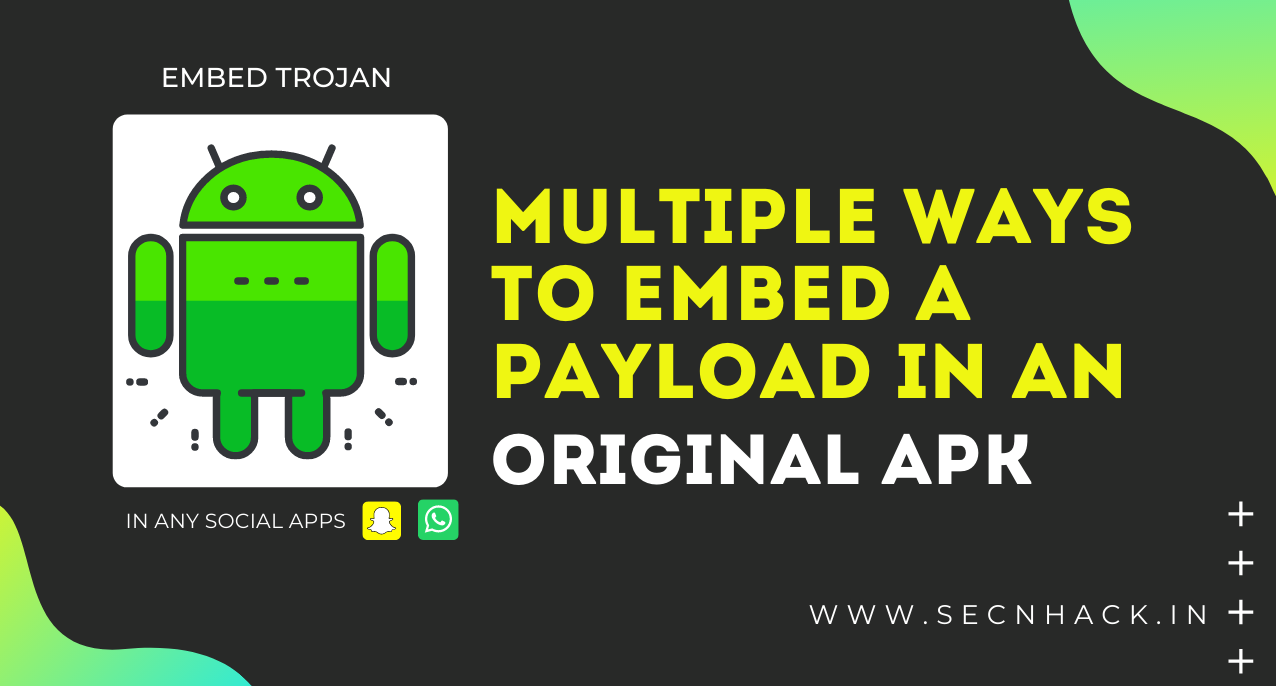 EMBED TROJAN
MULTIPLE WAYS
TO EMBED A
PAYLOAD IN AN
ORIGINAL APK
IN ANY SOCIAL APPS
WWW.SECNHACK.IN